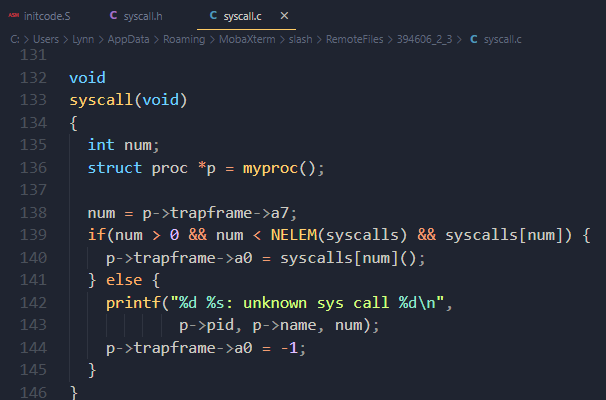 ASM initcode.S C syscall.h C syscall.c ×
C: > Users > Lynn > AppData > Roaming > MobaXterm > slash > RemoteFiles > 394606_2_3 > C syscall.c
131
132 void
133 syscall(void)
134 {
135   int num;
136   struct proc *p = myproc();
137
138   num = p->trapframe->a7;
139   if(num > 0 && num < NELEM(syscalls) && syscalls[num]) {
140     p->trapframe->a0 = syscalls[num]();
141   } else {
142     printf("%d %s: unknown sys call %d\n",
143             p->pid, p->name, num);
144     p->trapframe->a0 = -1;
145   }
146 }